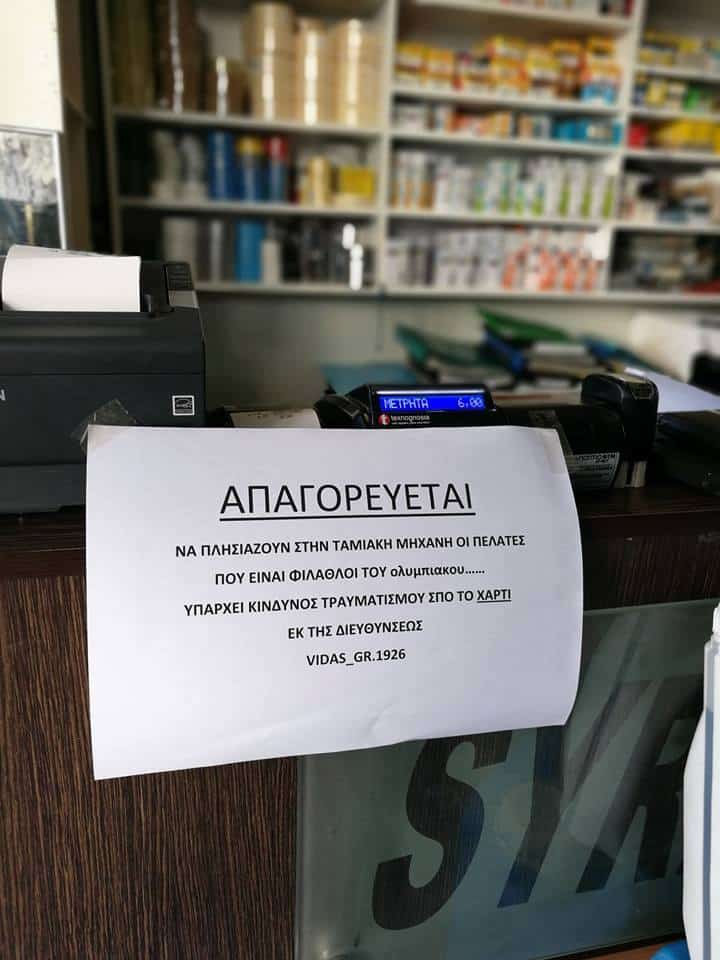 ΜΕΤΡΗΤΑ 6,00
texnognosia
ΑΠΑΓΟΡΕΥΕΤΑΙ
ΝΑ ΠΛΗΣΙΑΖΟΥΝ ΣΤΗΝ ΤΑΜΙΑΚΗ ΜΗΧΑΝΗ ΟΙ ΠΕΛΑΤΕΣ
ΠΟΥ ΕΙΝΑΙ ΦΙΛΑΘΛΟΙ ΤΟΥ ολυμπιακου……
ΥΠΑΡΧΕΙ ΚΙΝΔΥΝΟΣ ΤΡΑΥΜΑΤΙΣΜΟΥ ΣΠΟ ΤΟ ΧΑΡΤΙ
ΕΚ ΤΗΣ ΔΙΕΥΘΥΝΣΕΩΣ
VIDAS_GR.1926